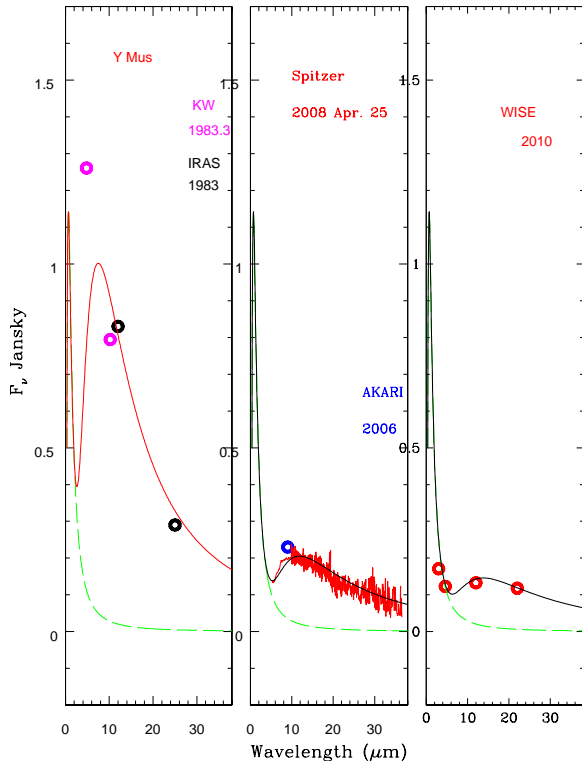 Y Mus
KW
1983.3
IRAS
1983
Spitzer
2008 Apr. 25
AKARI
2006
WISE
2010
F_ν Jansky
1.5
1
0.5
0
1.5
1
0.5
0
1.5
1
0.5
0
0 10 20 30
0 10 20 30
0 10 20 30
Wavelength (μm)